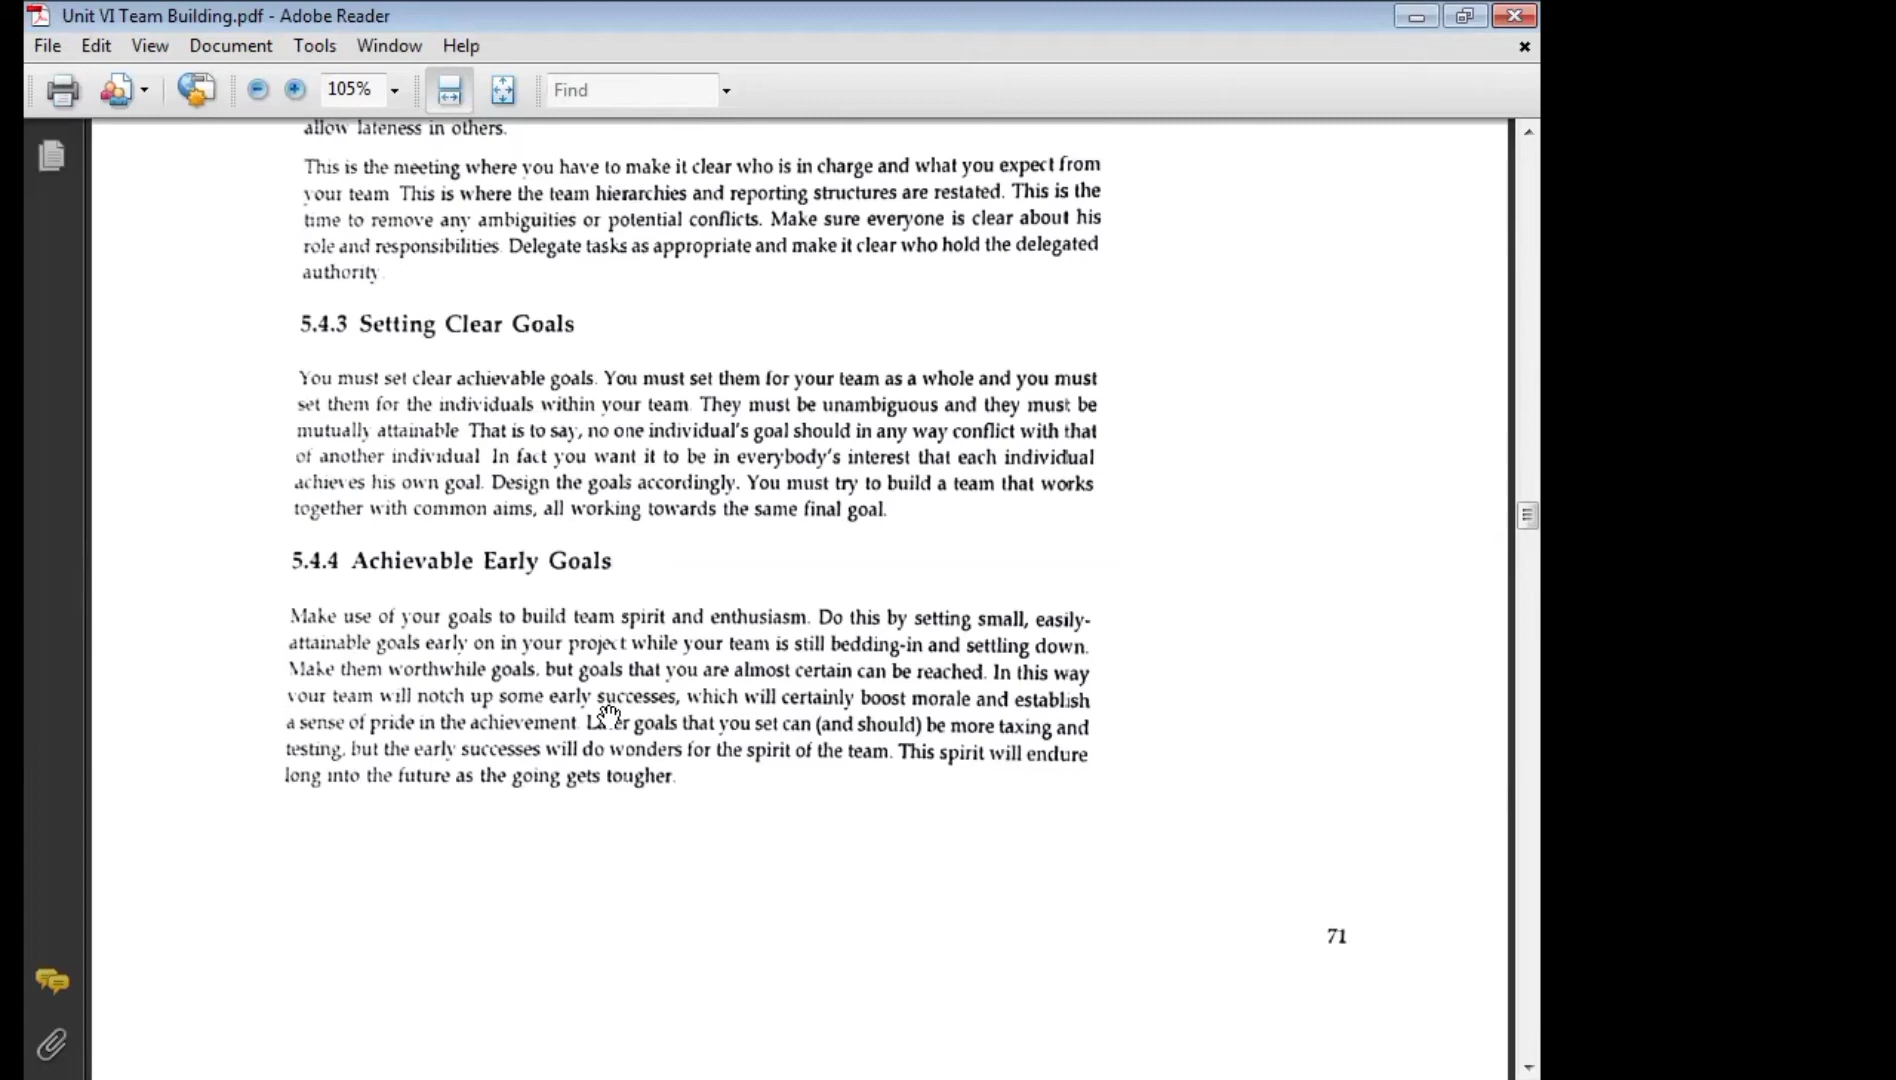 Unit VI Team Building.pdf - Adobe Reader
File Edit View Document Tools Window Help
105% Find
allow lateness in others.
This is the meeting where you have to make it clear who is in charge and what you expect from
your team This is where the team hierarchies and reporting structures are restated. This is the
time to remove any ambiguities or potential conflicts. Make sure everyone is clear about his
role and responsibilities Delegate tasks as appropriate and make it clear who hold the delegated
authority.
5.4.3 Setting Clear Goals
You must set clear achievable goals. You must set them for your team as a whole and you must
set them for the individuals within your team They must be unambiguous and they must be
mutually attainable That is to say, no one individual's goal should in any way conflict with that
of another individual In fact you want it to be in everybody's interest that each individual
achieves his own goal. Design the goals accordingly. You must try to build a team that works
together with common aims, all working towards the same final goal.
5.4.4 Achievable Early Goals
Make use of your goals to build team spirit and enthusiasm. Do this by setting small, easily-
attainable goals early on in your project while your team is still bedding-in and settling down.
Make them worthwhile goals, but goals that you are almost certain can be reached. In this way
your team will notch up some early successes, which will certainly boost morale and establish
a sense of pride in the achievement. Later goals that you set can (and should) be more taxing and
testing, but the early successes will do wonders for the spirit of the team. This spirit will endure
long into the future as the going gets tougher.
71